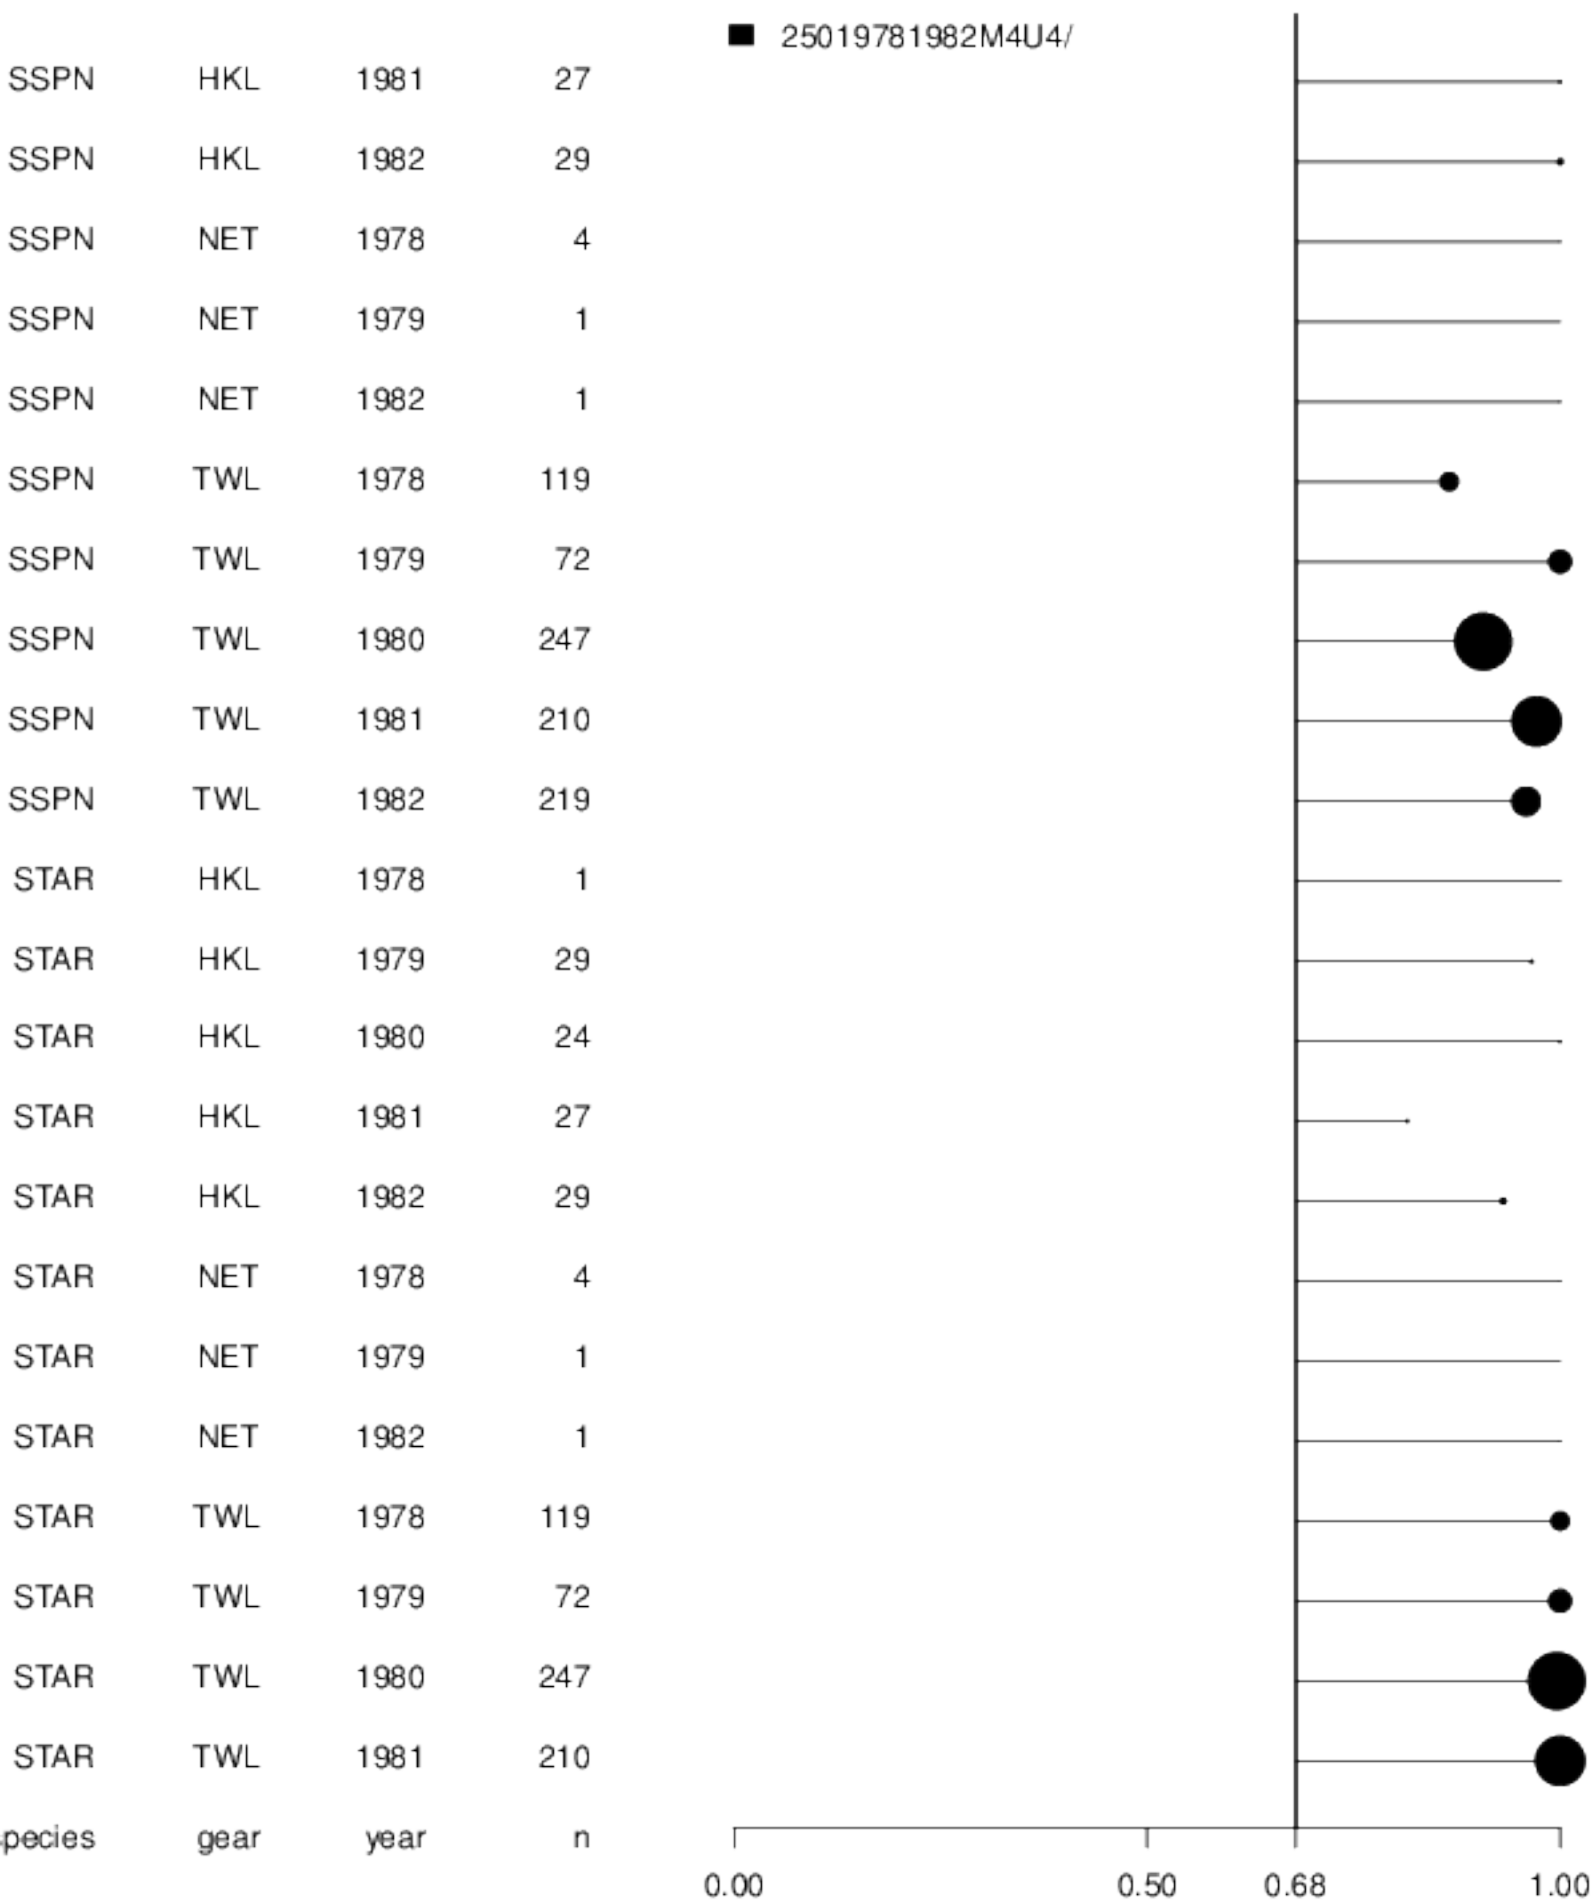 25019781982M4U4/
SSPN HKL 1981 27
SSPN HKL 1982 29
SSPN NET 1978 4
SSPN NET 1979 1
SSPN NET 1982 1
SSPN TWL 1978 119
SSPN TWL 1979 72
SSPN TWL 1980 247
SSPN TWL 1981 210
SSPN TWL 1982 219
STAR HKL 1978 1
STAR HKL 1979 29
STAR HKL 1980 24
STAR HKL 1981 27
STAR HKL 1982 29
STAR NET 1978 4
STAR NET 1979 1
STAR NET 1982 1
STAR TWL 1978 119
STAR TWL 1979 72
STAR TWL 1980 247
STAR TWL 1981 210
pecies gear year n
0.00 0.50 0.68 1.00